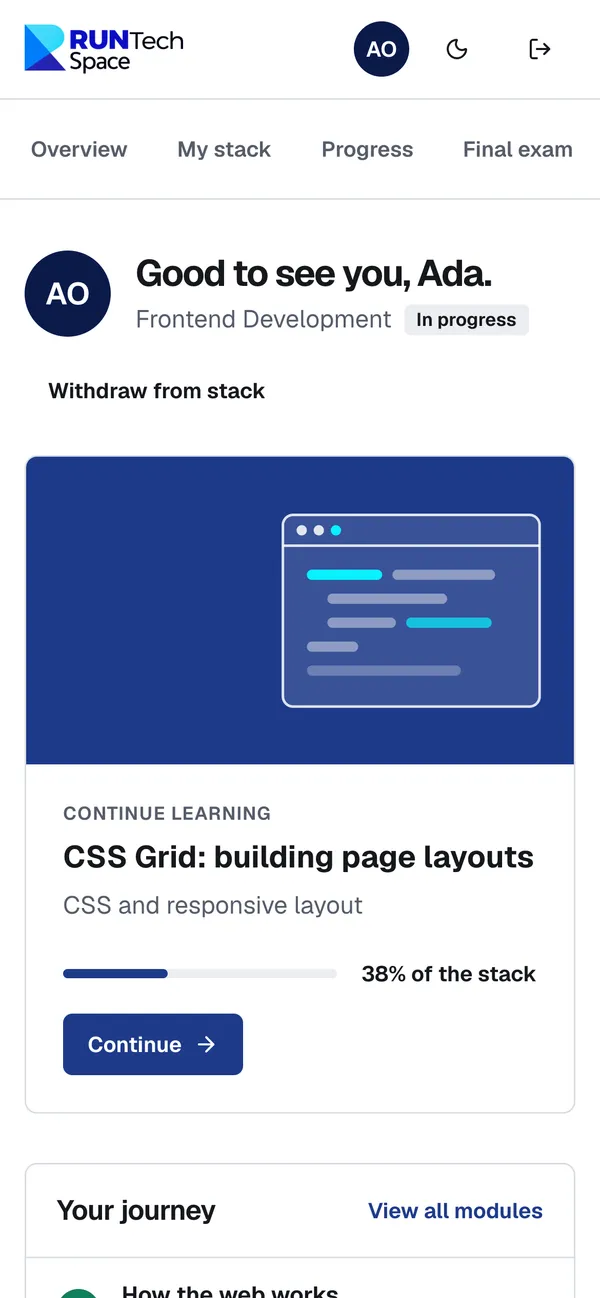 RUNTech
Space
AO
Overview
My stack
Progress
Final exam
AO
Good to see you, Ada.
Frontend Development
In progress
Withdraw from stack
CONTINUE LEARNING
CSS Grid: building page layouts
CSS and responsive layout
38% of the stack
Continue
Your journey
View all modules
How the web works